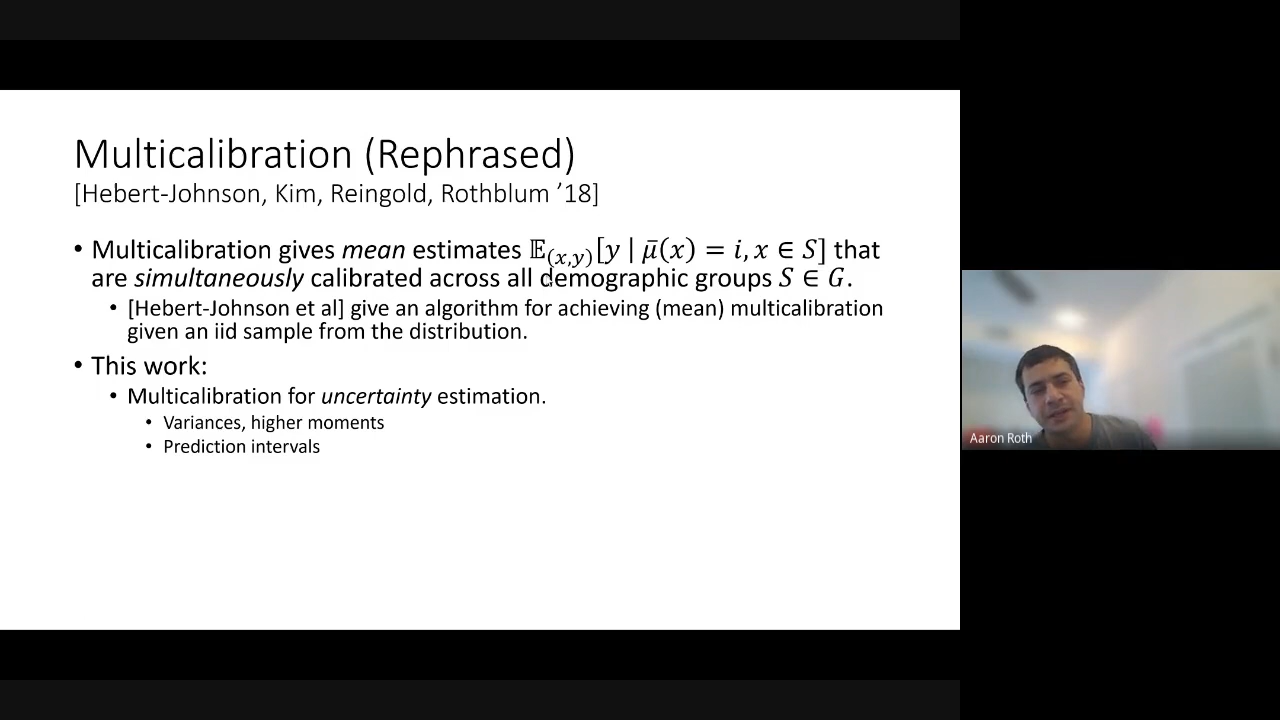 Multicalibration (Rephrased)
[Hebert-Johnson, Kim, Reingold, Rothblum ’18]
• Multicalibration gives mean estimates 𝔼(x,y)[y | μ̄(x) = i, x ∈ S] that
are simultaneously calibrated across all demographic groups S ∈ G.
• [Hebert-Johnson et al] give an algorithm for achieving (mean) multicalibration
given an iid sample from the distribution.
• This work:
• Multicalibration for uncertainty estimation.
• Variances, higher moments
• Prediction intervals
Aaron Roth